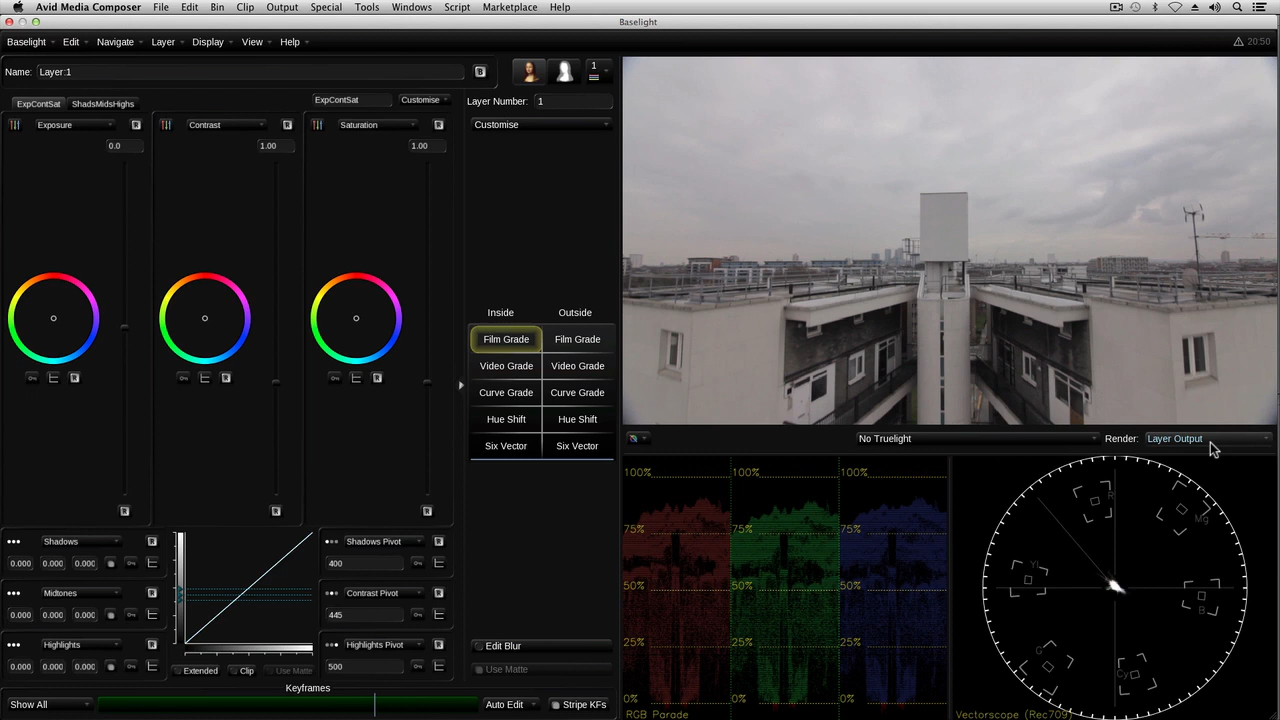 Avid Media Composer File Edit Bin Clip Output Special Tools Windows Script Marketplace Help
Baselight
Baselight Edit Navigate Layer Display View Help 20:50
Name: Layer:1 B 1
ExpContSat ShadsMidsHighs ExpContSat Customise Layer Number: 1
Exposure R Contrast R Saturation R Customise
0.0 1.00 1.00
Inside Outside
Film Grade Film Grade
Video Grade Video Grade
R R R
Curve Grade Curve Grade
Hue Shift Hue Shift
Six Vector Six Vector
No Truelight Render: Layer Output
R R R
100% 100% 100%
75% 75% 75%
50% 50% 50%
25% 25% 25%
0% 0% 0%
RGB Parade
R Mg B Cy G Yl
Vectorscope (Rec709)
Shadows R Shadows Pivot R
0.000 0.000 0.000 400
Midtones R Contrast Pivot R
0.000 0.000 0.000 445
Highlights R Highlights Pivot R
0.000 0.000 0.000 500
Extended Clip Use Matte
Edit Blur
Use Matte
Keyframes
Show All Auto Edit Stripe KFs